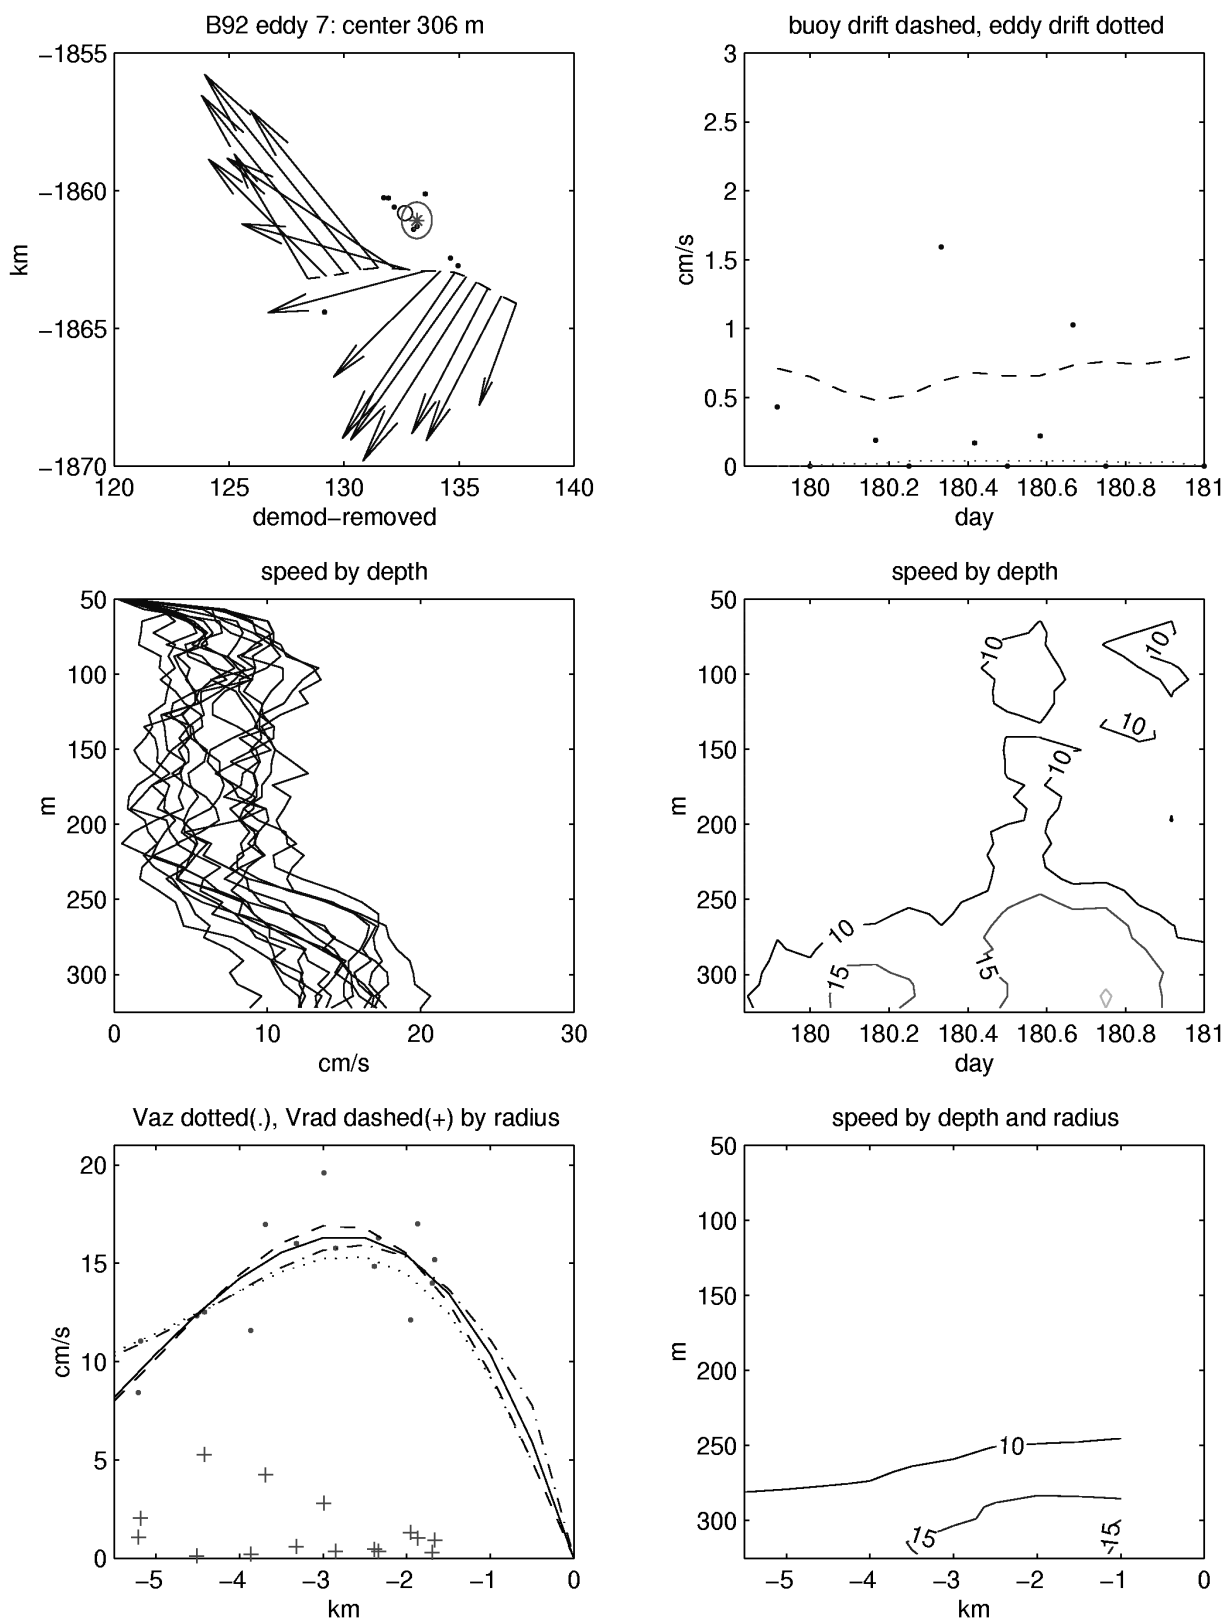 B92 eddy 7: center 306 m
−1855
−1860
−1865
−1870
km
120 125 130 135 140
demod−removed
buoy drift dashed, eddy drift dotted
3
2.5
2
1.5
1
0.5
0
cm/s
180 180.2 180.4 180.6 180.8 181
day
speed by depth
50
100
150
200
250
300
m
0 10 20 30
cm/s
speed by depth
50
100
150
200
250
300
m
10
10
10
10
10
15
15
180 180.2 180.4 180.6 180.8 181
day
Vaz dotted(.), Vrad dashed(+) by radius
20
15
10
5
0
cm/s
−5 −4 −3 −2 −1 0
km
speed by depth and radius
50
100
150
200
250
300
m
10
15
15
−5 −4 −3 −2 −1 0
km